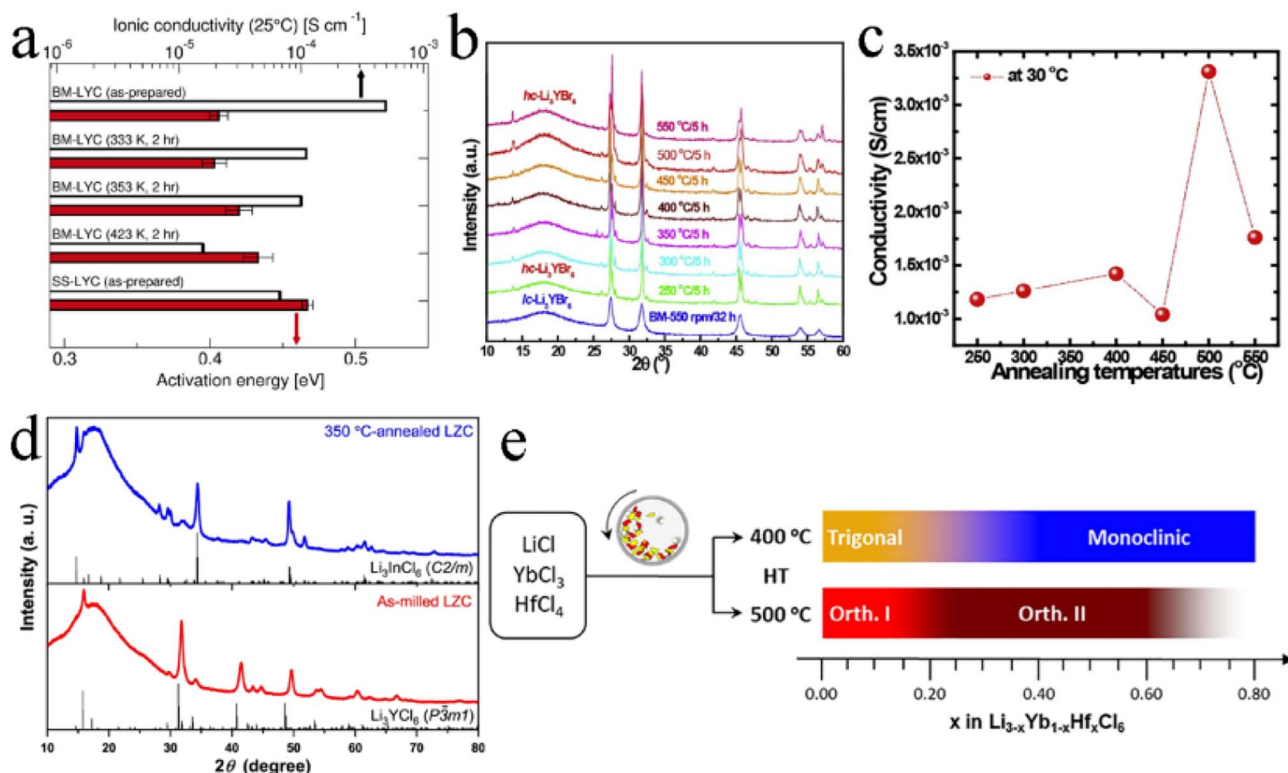 a
Ionic conductivity (25°C) [S cm⁻¹]
10⁻⁶ 10⁻⁵ 10⁻⁴ 10⁻³
BM-LYC (as-prepared)
BM-LYC (333 K, 2 hr)
BM-LYC (353 K, 2 hr)
BM-LYC (423 K, 2 hr)
SS-LYC (as-prepared)
0.3 0.4 0.5
Activation energy [eV]
b
Intensity (a.u.)
hc-Li₃YBr₆
550 °C/5 h
500 °C/5 h
450 °C/5 h
400 °C/5 h
350 °C/5 h
300 °C/5 h
hc-Li₃YBr₆
250 °C/5 h
lc-Li₃YBr₆
BM-550 rpm/32 h
10 15 20 25 30 35 40 45 50 55 60
2θ (°)
c
Conductivity (S/cm)
3.5x10⁻³
3.0x10⁻³
2.5x10⁻³
2.0x10⁻³
1.5x10⁻³
1.0x10⁻³
at 30 °C
250 300 350 400 450 500 550
Annealing temperatures (°C)
d
Intensity (a. u.)
350 °C-annealed LZC
Li₃InCl₆ (C2/m)
As-milled LZC
Li₃YCl₆ (P3̅m1)
10 20 30 40 50 60 70 80
2θ (degree)
e
LiCl
YbCl₃
HfCl₄
400 °C
HT
500 °C
Trigonal Monoclinic
Orth. I Orth. II
0.00 0.20 0.40 0.60 0.80
x in Li₃₋ₓYb₁₋ₓHfₓCl₆